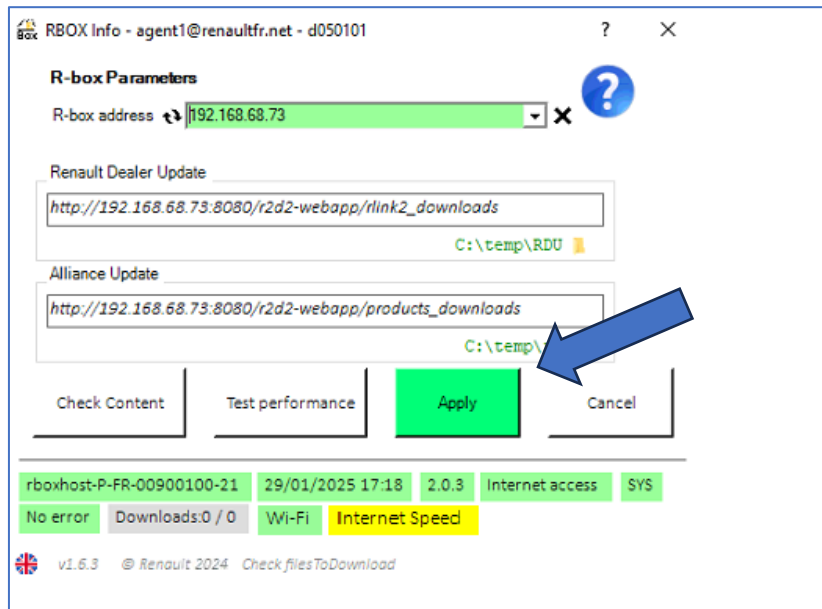 RBOX Info - agent1@renaultfr.net - d050101 ?
R-box Parameters
R-box address 192.168.68.73
Renault Dealer Update
http://192.168.68.73:8080/r2d2-webapp/rlink2_downloads
C:\temp\RDU
Alliance Update
http://192.168.68.73:8080/r2d2-webapp/products_downloads
C:\temp\
Check Content Test performance Apply Cancel
rboxhost-P-FR-00900100-21 29/01/2025 17:18 2.0.3 Internet access SYS
No error Downloads:0 / 0 Wi-Fi Internet Speed
v1.6.3 © Renault 2024 Check filesToDownload